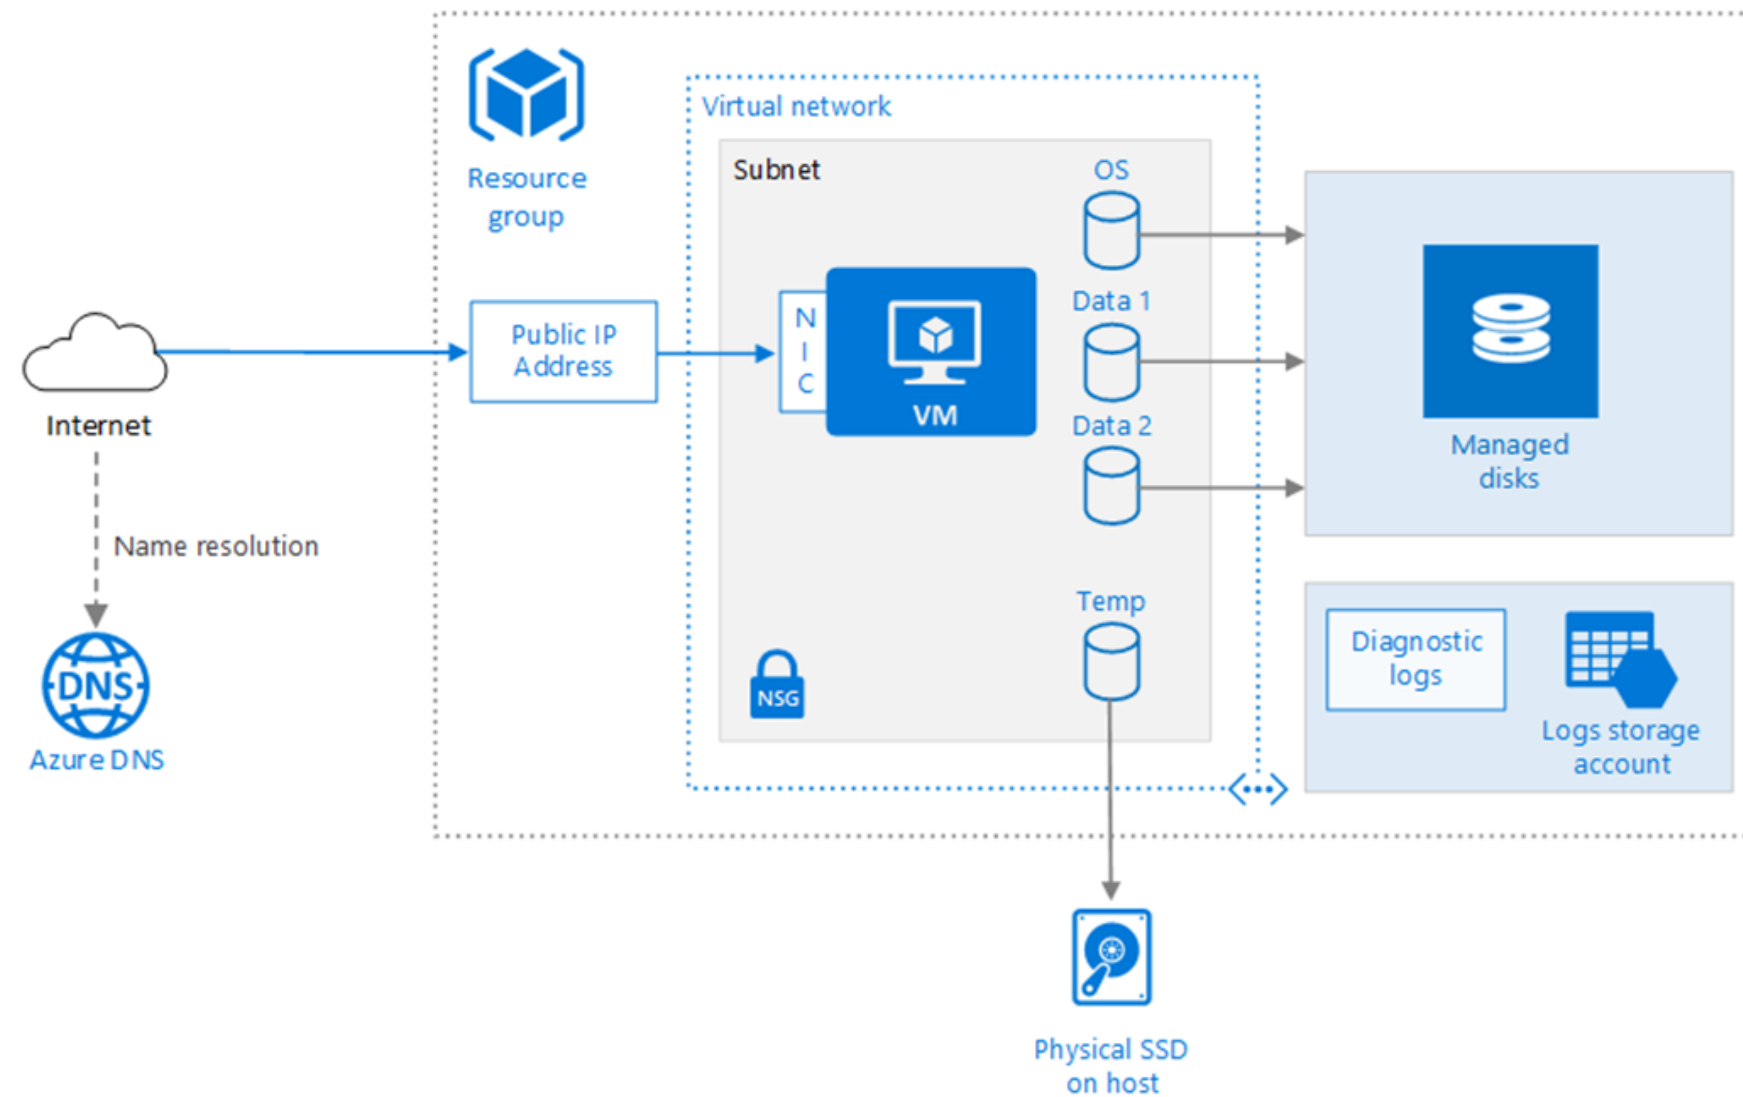 Resource
group
Virtual network
Subnet
OS
Data 1
Data 2
Temp
Public IP
Address
N
I
C
VM
NSG
Internet
Name resolution
DNS
Azure DNS
Managed
disks
Diagnostic
logs
Logs storage
account
Physical SSD
on host